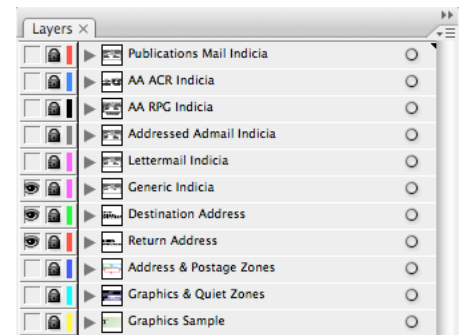 Layers ×
Publications Mail Indicia
AA ACR Indicia
AA RPG Indicia
Addressed Admail Indicia
Lettermail Indicia
Generic Indicia
Destination Address
Return Address
Address & Postage Zones
Graphics & Quiet Zones
Graphics Sample